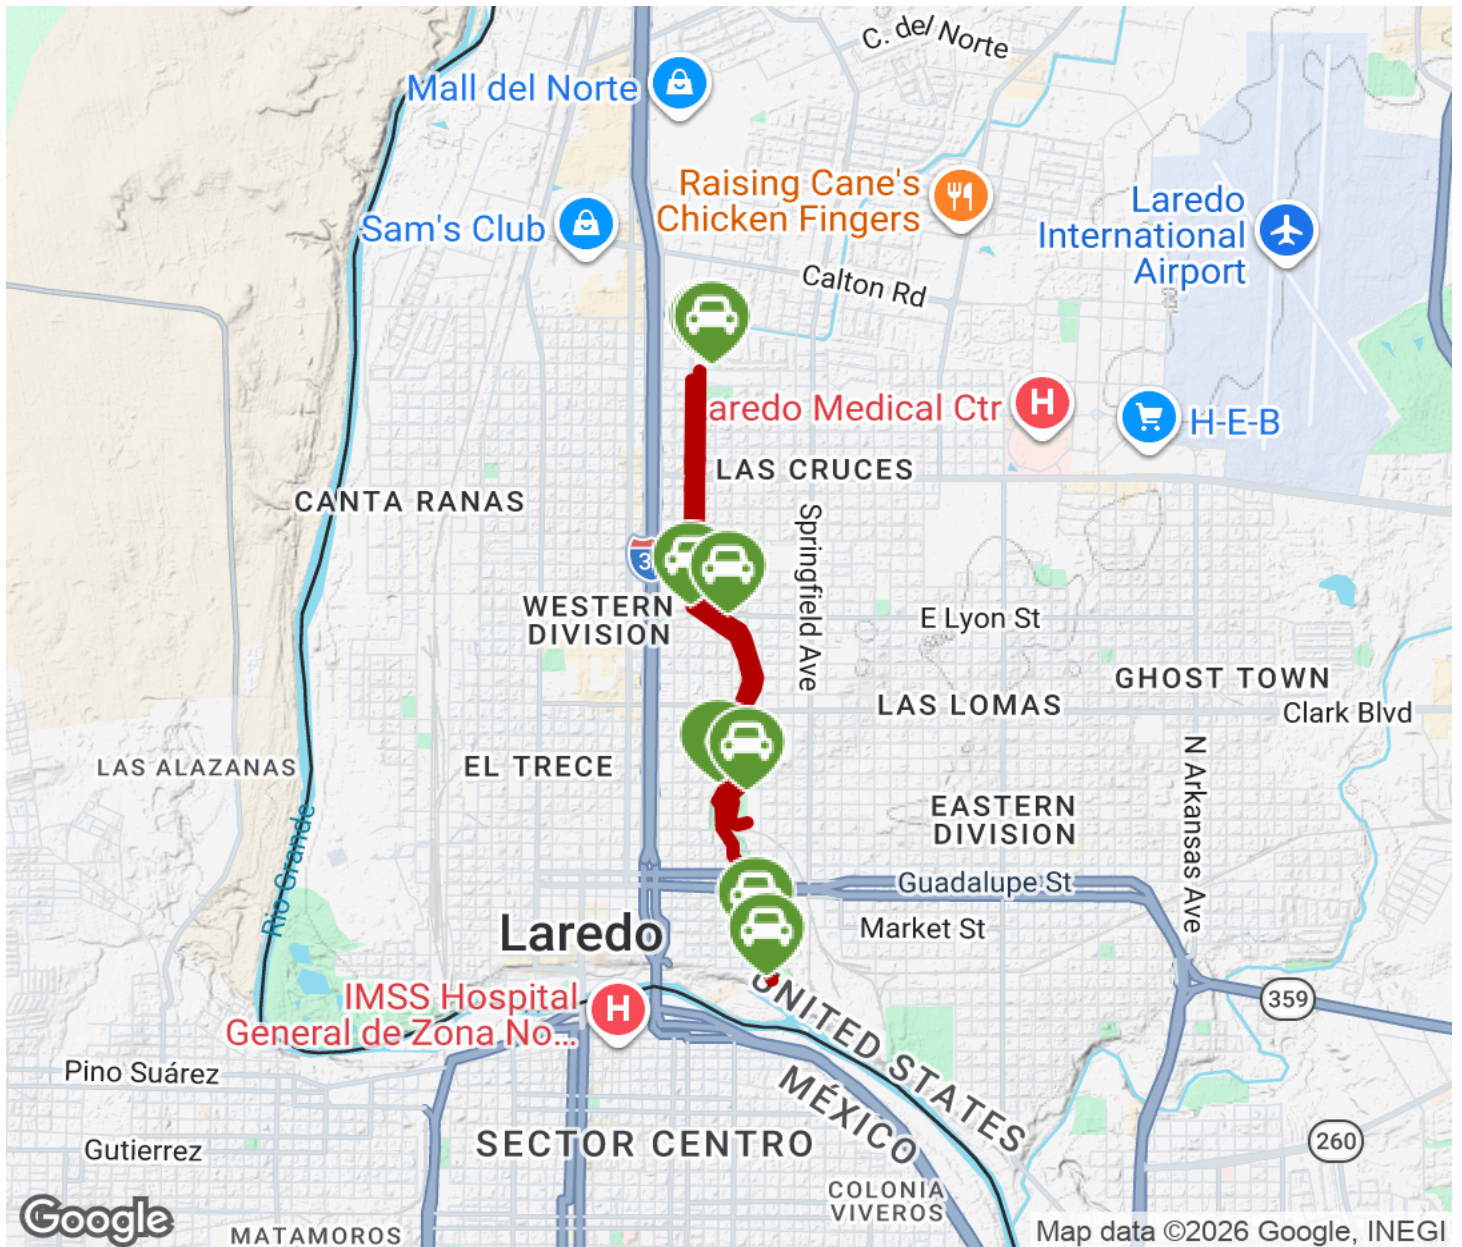 C. del Norte
Mall del Norte
Raising Cane's
Chicken Fingers
Laredo
International
Airport
Sam's Club
Calton Rd
aredo Medical Ctr
H
H-E-B
LAS CRUCES
CANTA RANAS
Springfield Ave
3
WESTERN
DIVISION
E Lyon St
GHOST TOWN
LAS LOMAS
Clark Blvd
LAS ALAZANAS
EL TRECE
N Arkansas Ave
EASTERN
DIVISION
Rio Grande
Guadalupe St
Laredo
Market St
IMSS Hospital
General de Zona No...
H
UNITED STATES
359
Pino Suárez
MÉXICO
Gutierrez
SECTOR CENTRO
260
COLONIA
VIVEROS
Google
MATAMOROS
Map data ©2026 Google, INEGI